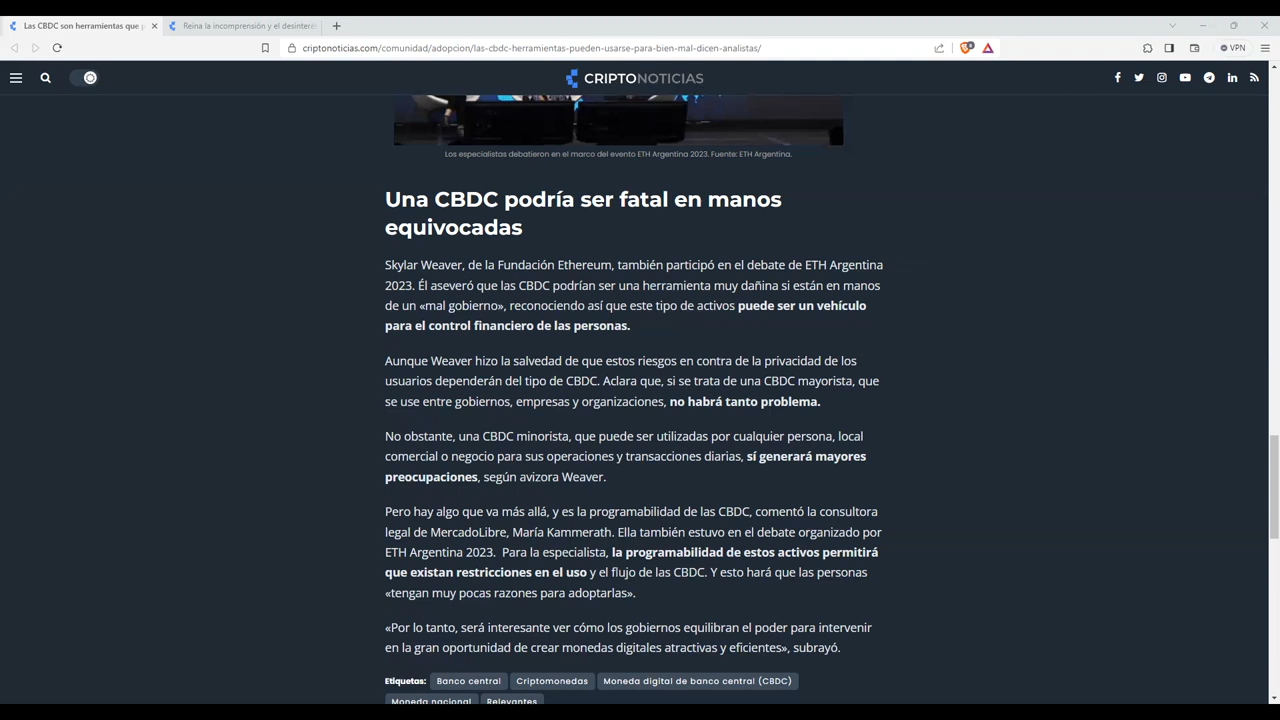 Las CBDC son herramientas que p
Reina la incomprensión y el desinterés
criptonoticias.com/comunidad/adopcion/las-cbdc-herramientas-pueden-usarse-para-bien-mal-dicen-analistas/
VPN
CRIPTONOTICIAS
Los especialistas debatieron en el marco del evento ETH Argentina 2023. Fuente: ETH Argentina.
Una CBDC podría ser fatal en manos
equivocadas
Skylar Weaver, de la Fundación Ethereum, también participó en el debate de ETH Argentina
2023. Él aseveró que las CBDC podrían ser una herramienta muy dañina si están en manos
de un «mal gobierno», reconociendo así que este tipo de activos puede ser un vehículo
para el control financiero de las personas.
Aunque Weaver hizo la salvedad de que estos riesgos en contra de la privacidad de los
usuarios dependerán del tipo de CBDC. Aclara que, si se trata de una CBDC mayorista, que
se use entre gobiernos, empresas y organizaciones, no habrá tanto problema.
No obstante, una CBDC minorista, que puede ser utilizadas por cualquier persona, local
comercial o negocio para sus operaciones y transacciones diarias, sí generará mayores
preocupaciones, según avizora Weaver.
Pero hay algo que va más allá, y es la programabilidad de las CBDC, comentó la consultora
legal de MercadoLibre, María Kammerath. Ella también estuvo en el debate organizado por
ETH Argentina 2023. Para la especialista, la programabilidad de estos activos permitirá
que existan restricciones en el uso y el flujo de las CBDC. Y esto hará que las personas
«tengan muy pocas razones para adoptarlas».
«Por lo tanto, será interesante ver cómo los gobiernos equilibran el poder para intervenir
en la gran oportunidad de crear monedas digitales atractivas y eficientes», subrayó.
Etiquetas: Banco central Criptomonedas Moneda digital de banco central (CBDC)
Moneda nacional Relevantes